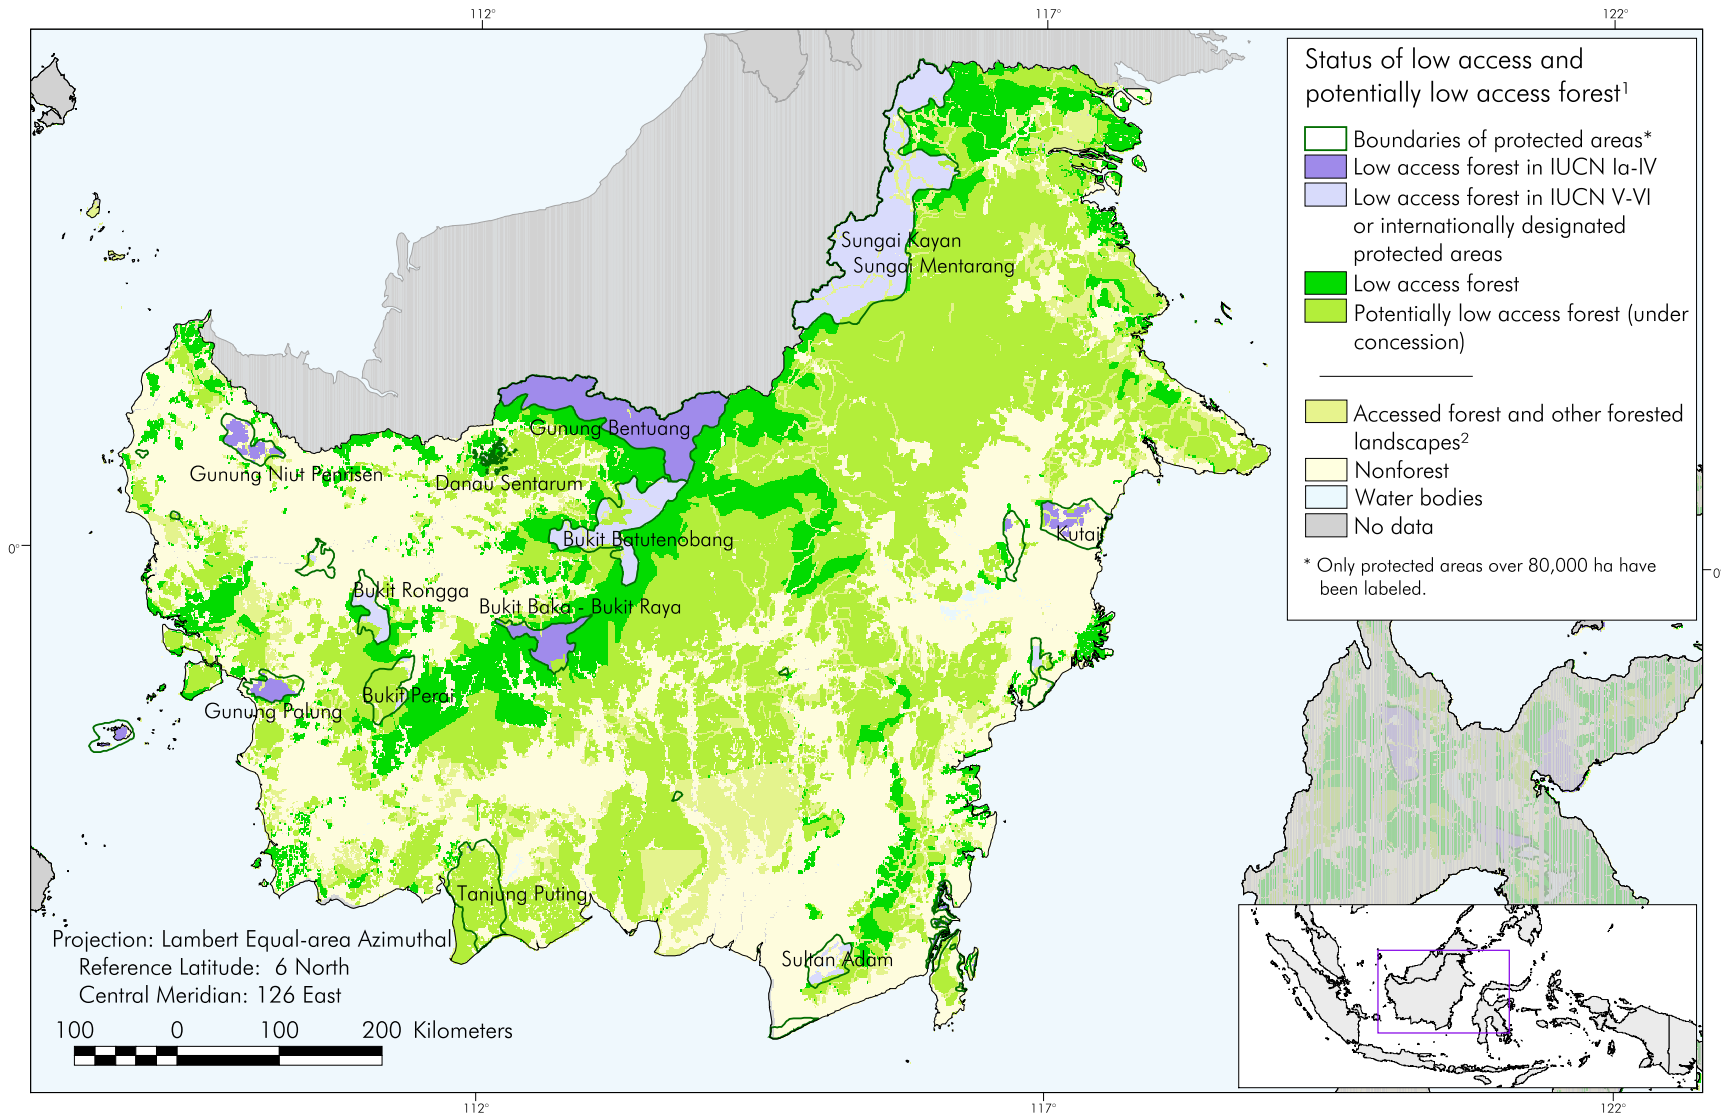 112°
117°
122°
Status of low access and
potentially low access forest¹
Boundaries of protected areas*
Low access forest in IUCN Ia-IV
Low access forest in IUCN V-VI
or internationally designated
protected areas
Low access forest
Potentially low access forest (under
concession)
Accessed forest and other forested
landscapes²
Nonforest
Water bodies
No data
* Only protected areas over 80,000 ha have
been labeled.
Sungai Kayan
Sungai Mentarang
Gunung Bentuang
Gunung Niut Penrisen
Danau Sentarum
Bukit Batutenobang
Kutai
0°
0°
Bukit Rongga
Bukit Baka - Bukit Raya
Bukit Perai
Gunung Palung
Tanjung Puting
Sultan Adam
Projection: Lambert Equal-area Azimuthal
Reference Latitude: 6 North
Central Meridian: 126 East
100 0 100 200 Kilometers
112°
117°
122°